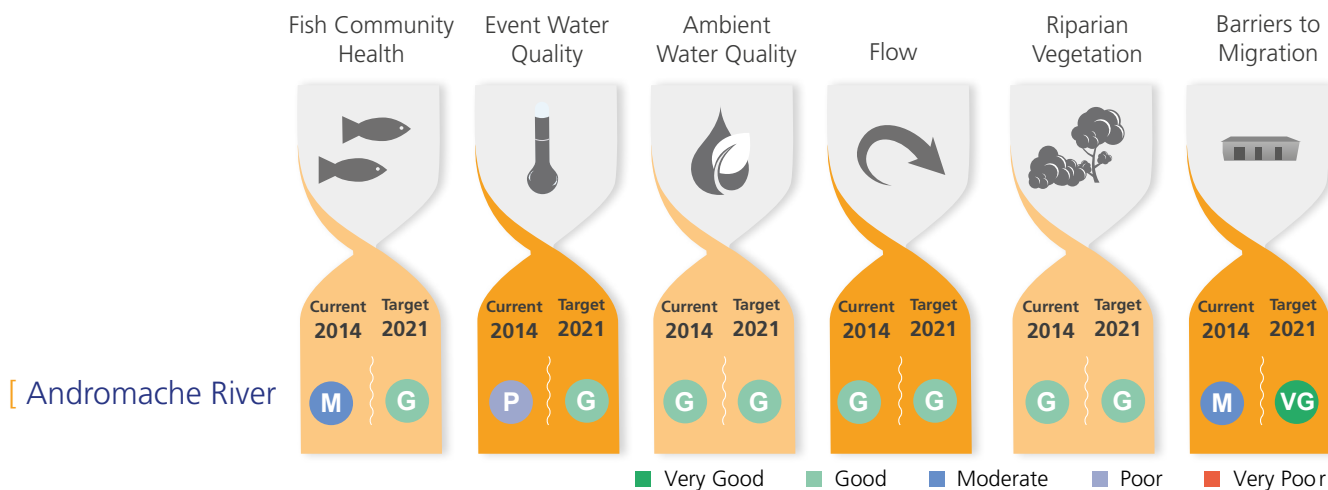 Fish Community
Health
Event Water
Quality
Ambient
Water Quality
Flow
Riparian
Vegetation
Barriers to
Migration
Current Target
2014 2021
Current Target
2014 2021
Current Target
2014 2021
Current Target
2014 2021
Current Target
2014 2021
Current Target
2014 2021
[ Andromache River
M G
P G
G G
G G
G G
M VG
Very Good Good Moderate Poor Very Poor